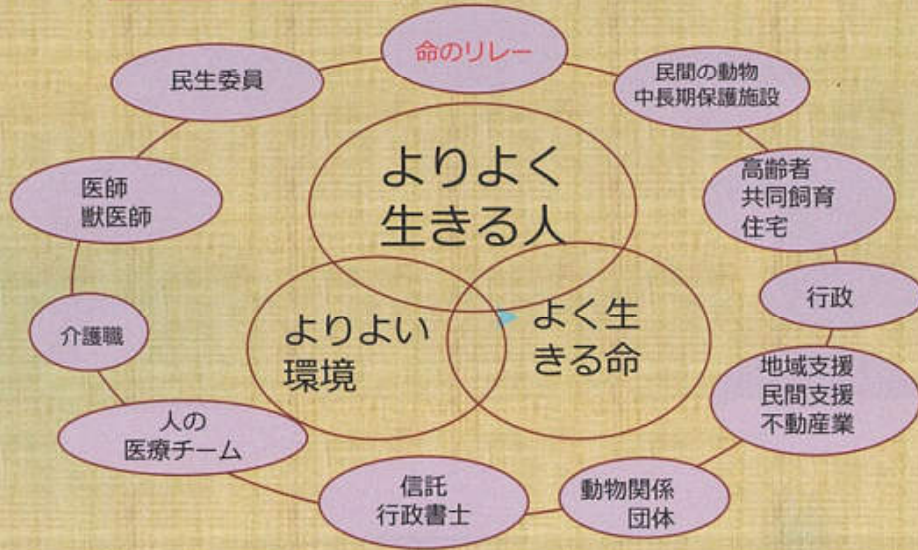 命のリレー
民間の動物
中長期保護施設
高齢者
共同飼育
住宅
行政
地域支援
民間支援
不動産業
動物関係
団体
信託
行政書士
人の
医療チーム
介護職
医師
獣医師
民生委員
よりよく
生きる人
よりよい
環境
よく生
きる命